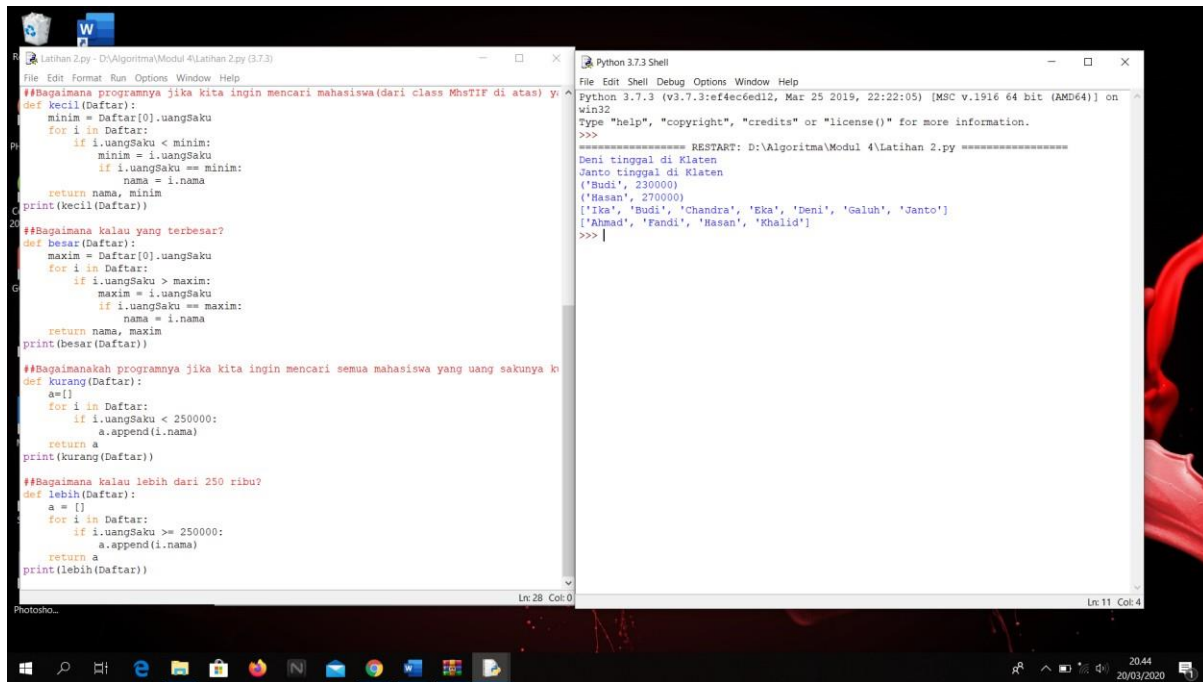 Latihan 2.py - D:\Algoritma\Modul 4\Latihan 2.py (3.7.3)
File Edit Format Run Options Window Help
##Bagaimana programnya jika kita ingin mencari mahasiswa(dari class MhsTIF di atas)
def kecil(Daftar):
    minim = Daftar[0].uangSaku
    for i in Daftar:
        if i.uangSaku < minim:
            minim = i.uangSaku
            if i.uangSaku == minim:
                nama = i.nama
    return nama, minim
print(kecil(Daftar))
##Bagaimana kalau yang terbesar?
def besar(Daftar):
    maxim = Daftar[0].uangSaku
    for i in Daftar:
        if i.uangSaku > maxim:
            maxim = i.uangSaku
            if i.uangSaku == maxim:
                nama = i.nama
    return nama, maxim
print(besar(Daftar))
##Bagaimanakah programnya jika kita ingin mencari semua mahasiswa yang uang sakunya
def kurang(Daftar):
    a=[]
    for i in Daftar:
        if i.uangSaku < 250000:
            a.append(i.nama)
    return a
print(kurang(Daftar))
##Bagaimana kalau lebih dari 250 ribu?
def lebih(Daftar):
    a = []
    for i in Daftar:
        if i.uangSaku >= 250000:
            a.append(i.nama)
    return a
print(lebih(Daftar))
Ln: 28 Col: 0
Python 3.7.3 Shell
File Edit Shell Debug Options Window Help
Python 3.7.3 (v3.7.3:ef4ec6ed12, Mar 25 2019, 22:22:05) [MSC v.1916 64 bit (AMD64)] on
win32
Type "help", "copyright", "credits" or "license()" for more information.
>>>
================= RESTART: D:\Algoritma\Modul 4\Latihan 2.py =================
Deni tinggal di Klaten
Janto tinggal di Klaten
('Budi', 230000)
('Hasan', 270000)
['Ika', 'Budi', 'Chandra', 'Eka', 'Deni', 'Galuh', 'Janto']
['Ahmad', 'Fandi', 'Hasan', 'Khalid']
>>>
Ln: 11 Col: 4
Photosho...
20.44
20/03/2020